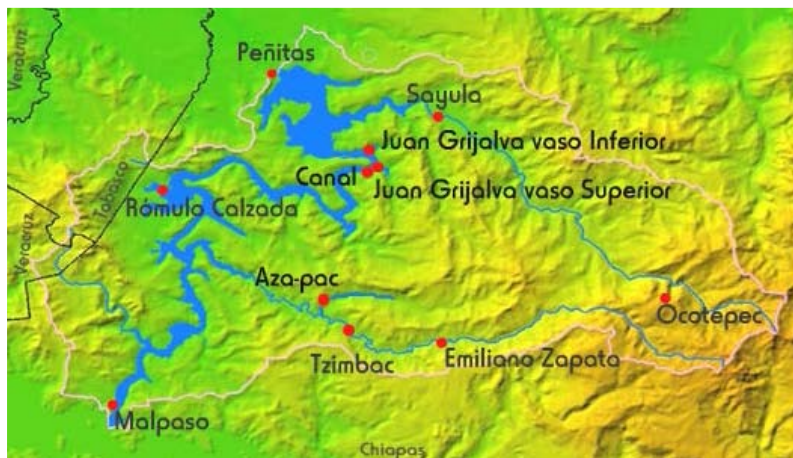 Veracruz
Peñitas
Sayula
Juan Grijalva vaso Inferior
Canal
Juan Grijalva vaso Superior
Tabasco
Rómulo Calzada
Veracruz
Aza-pac
Ocotepec
Tzimbac
Emiliano Zapata
Malpaso
Chiapas